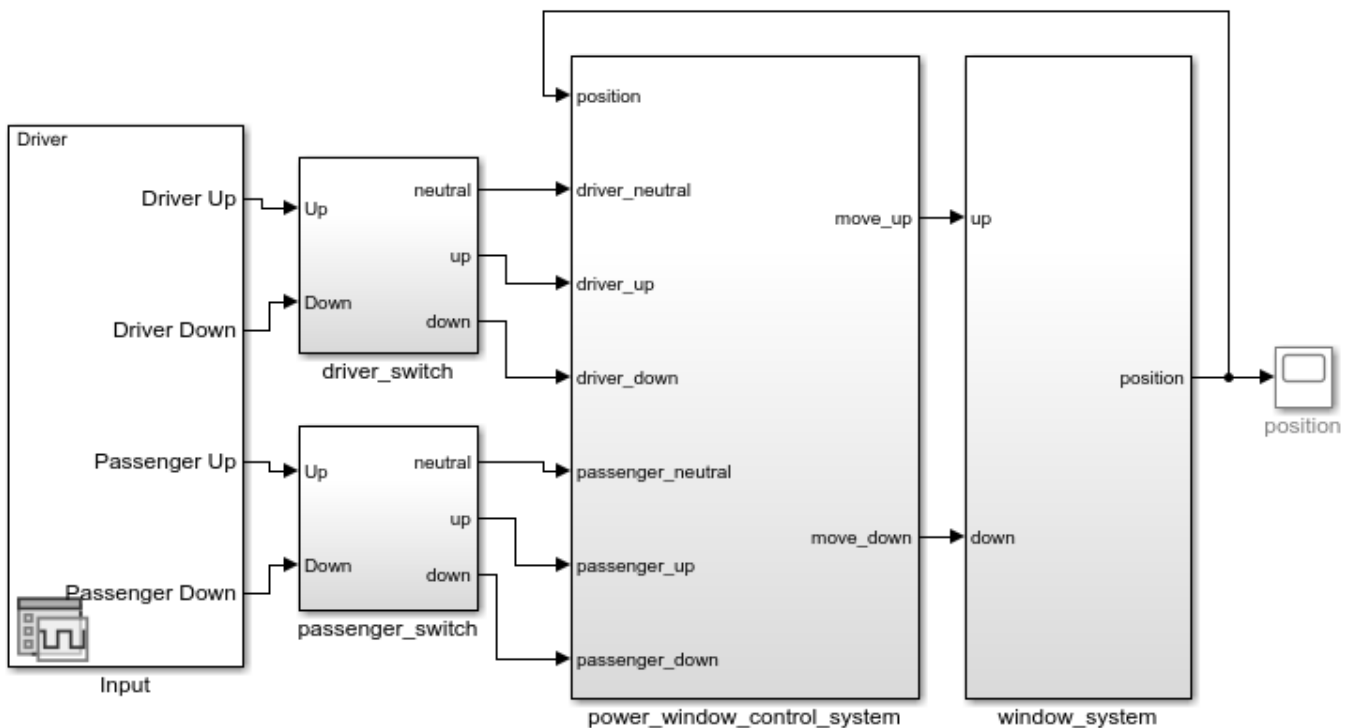 Driver
Driver Up
Driver Down
Passenger Up
Passenger Down
Input
Up
Down
neutral
up
down
driver_switch
Up
Down
neutral
up
down
passenger_switch
position
driver_neutral
driver_up
driver_down
passenger_neutral
passenger_up
passenger_down
move_up
move_down
power_window_control_system
up
down
position
window_system
position